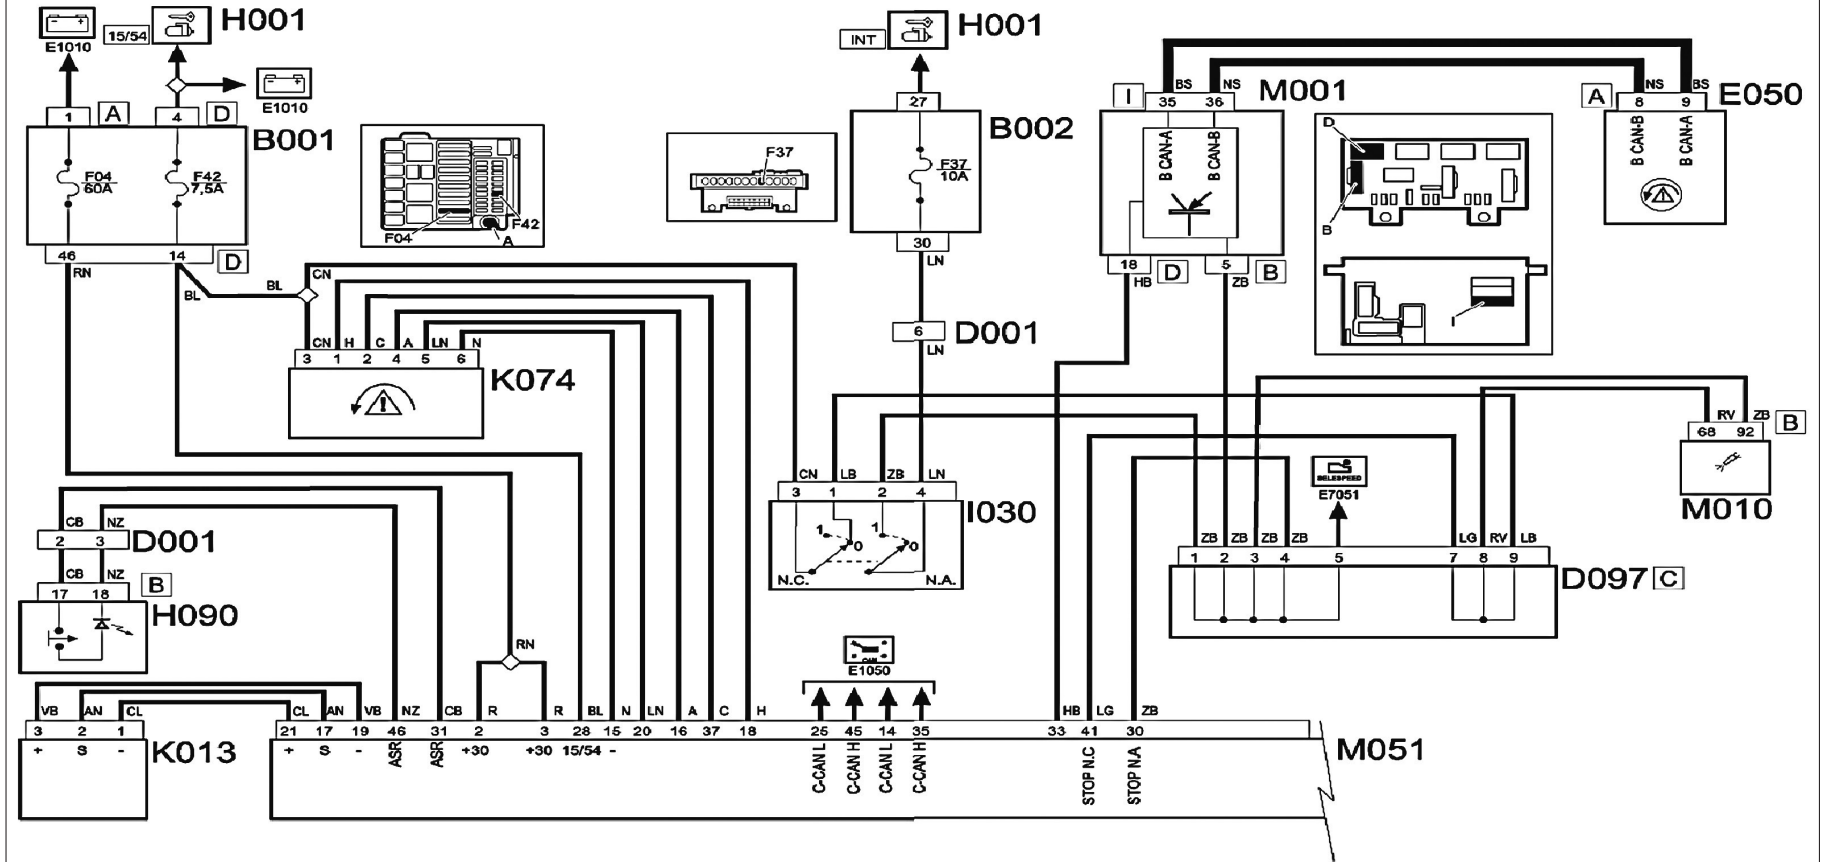 H001
H001
15/54
INT
E1010
E1010
BS NS
NS BS
1 A 4 D
27
I 35 36 M001
A 8 9 E050
B001
B002
F04
60A
F42
7,5A
F37
F37
10A
B CAN-A
B CAN-B
B CAN-B
B CAN-A
D
B
I
F42
F04
A
46 14 D
30
18 D 5 B
RN
BL
BL
CN
LN
HB
ZB
6 D001
LN
CN H C A LN N
3 1 2 4 5 6
K074
RV ZB B
68 92
M010
CN LB ZB LN
3 1 2 4
I030
1 0 1 0
N.C. N.A.
SELESPEED
E7051
CB NZ
2 3 D001
CB NZ B
17 18
H090
ZB ZB ZB ZB LG RV LB
1 2 3 4 5 7 8 9
D097 C
RN
CAN
E1050
VB AN CL
3 2 1
+ S -
K013
CL AN VB NZ CB R R BL N LN A C H HB LG ZB
21 17 19 46 31 2 3 28 15 20 16 37 18 25 45 14 35 33 41 30
+ S - ASR ASR +30 +30 15/54 -
C-CAN L
C-CAN H
C-CAN L
C-CAN H
STOP N.C
STOP N.A
M051